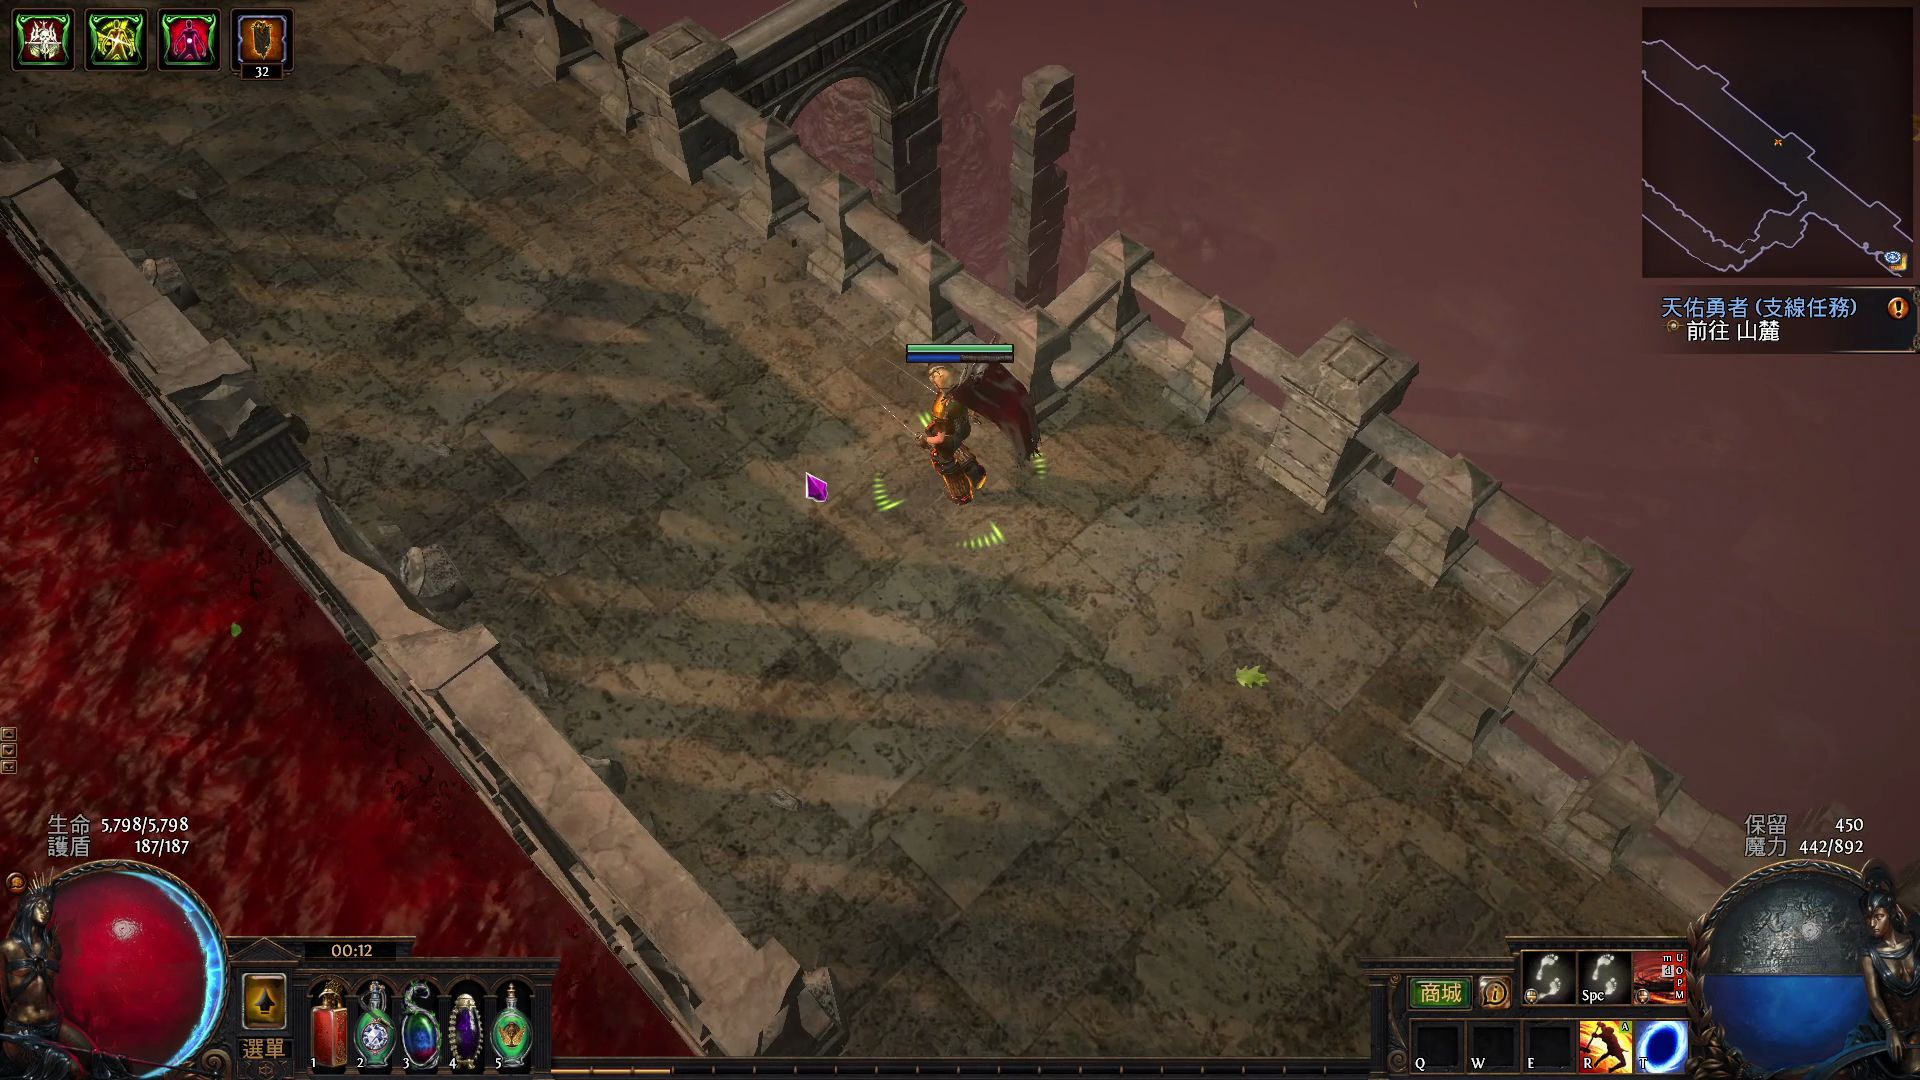 32
天佑勇者 (支線任務)
前往 山麓
生命 5,798/5,798
護盾 187/187
保留 450
魔力 442/892
00:12
選單
1
2
3
4
5
商城
Spc
Q
W
E
R
A
T